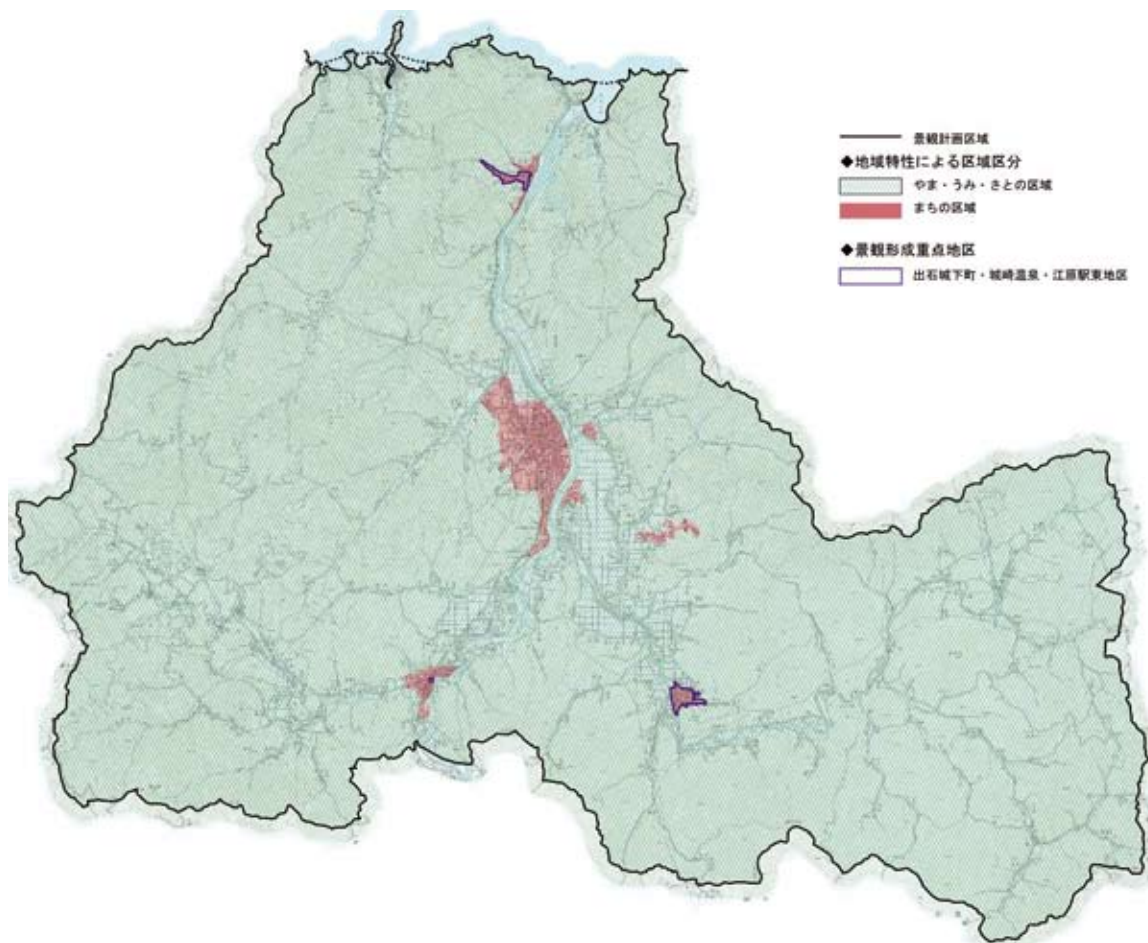 景観計画区域
◆地域特性による区域区分
やま・うみ・さとの区域
まちの区域
◆景観形成重点地区
出石城下町・城崎温泉・江原駅東地区